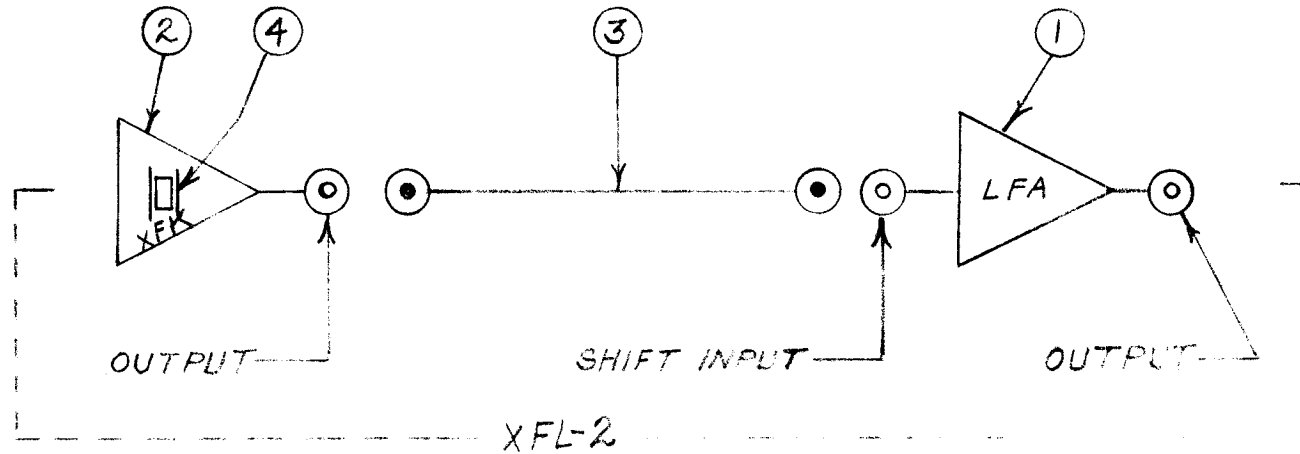 2 4 3 1
XFK
LFA
OUTPUT SHIFT INPUT OUTPUT
XFL-2